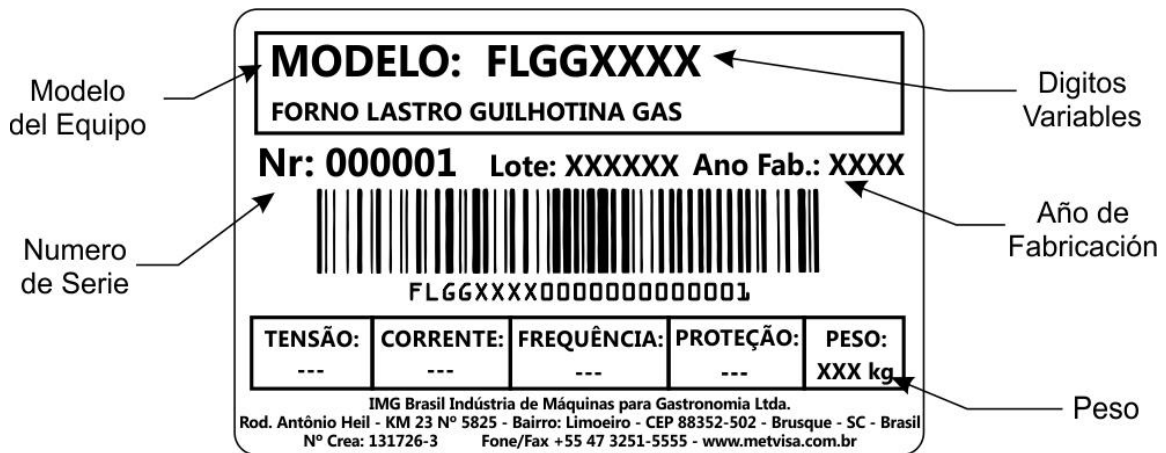 MODELO: FLGGXXXX
FORNO LASTRO GUILHOTINA GAS
Modelo
del Equipo
Digitos
Variables
Nr: 000001 Lote: XXXXXX Ano Fab.: XXXX
Numero
de Serie
Año de
Fabricación
FLGGXXXX0000000000001
TENSÃO: CORRENTE: FREQUÊNCIA: PROTEÇÃO: PESO:
--- --- --- --- XXX kg
Peso
IMG Brasil Indústria de Máquinas para Gastronomia Ltda.
Rod. Antônio Heil - KM 23 Nº 5825 - Bairro: Limoeiro - CEP 88352-502 - Brusque - SC - Brasil
Nº Crea: 131726-3 Fone/Fax +55 47 3251-5555 - www.metvisa.com.br